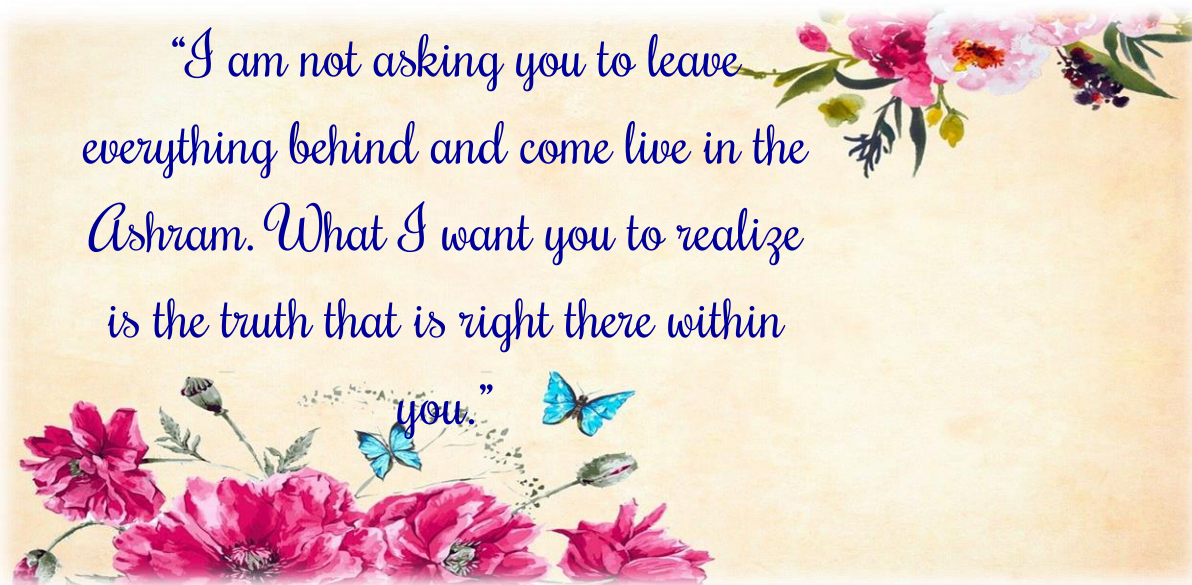 “I am not asking you to leave
everything behind and come live in the
Ashram. What I want you to realize
is the truth that is right there within
you.”